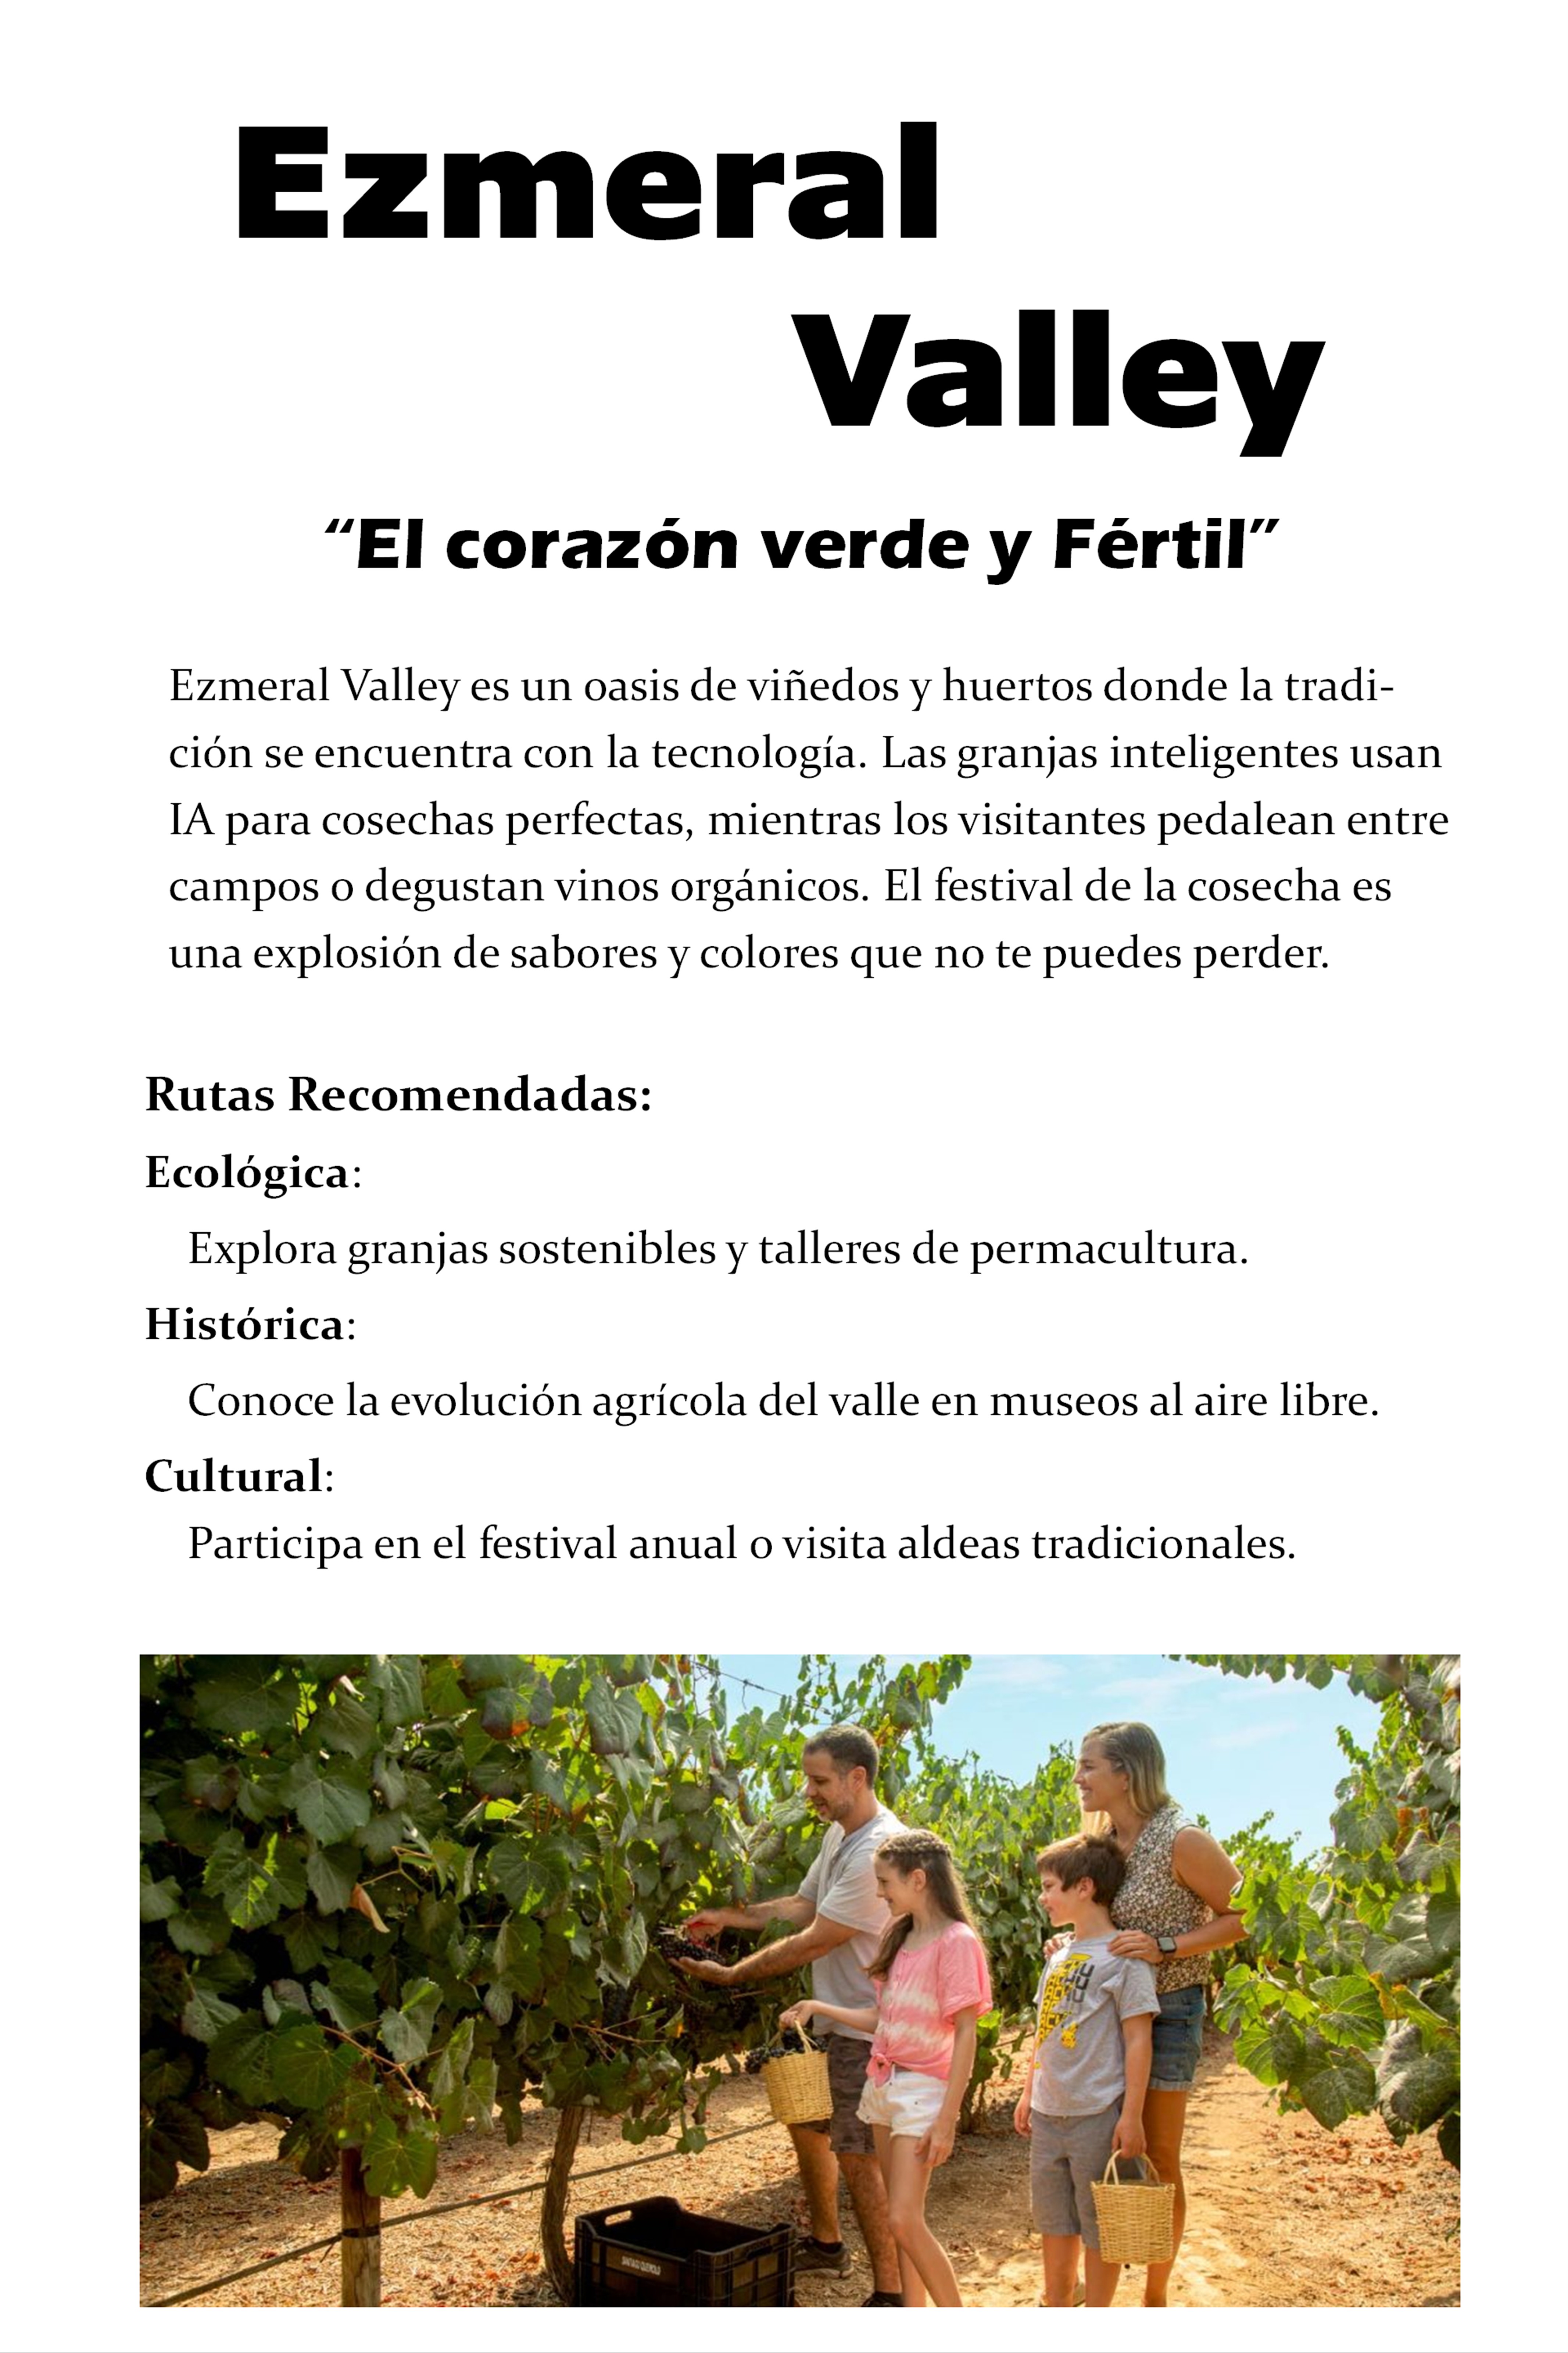 Ezmeral
Valley
“El corazón verde y Fértil”
Ezmeral Valley es un oasis de viñedos y huertos donde la tradi-
ción se encuentra con la tecnología. Las granjas inteligentes usan
IA para cosechas perfectas, mientras los visitantes pedalean entre
campos o degustan vinos orgánicos. El festival de la cosecha es
una explosión de sabores y colores que no te puedes perder.
Rutas Recomendadas:
Ecológica:
Explora granjas sostenibles y talleres de permacultura.
Histórica:
Conoce la evolución agrícola del valle en museos al aire libre.
Cultural:
Participa en el festival anual o visita aldeas tradicionales.